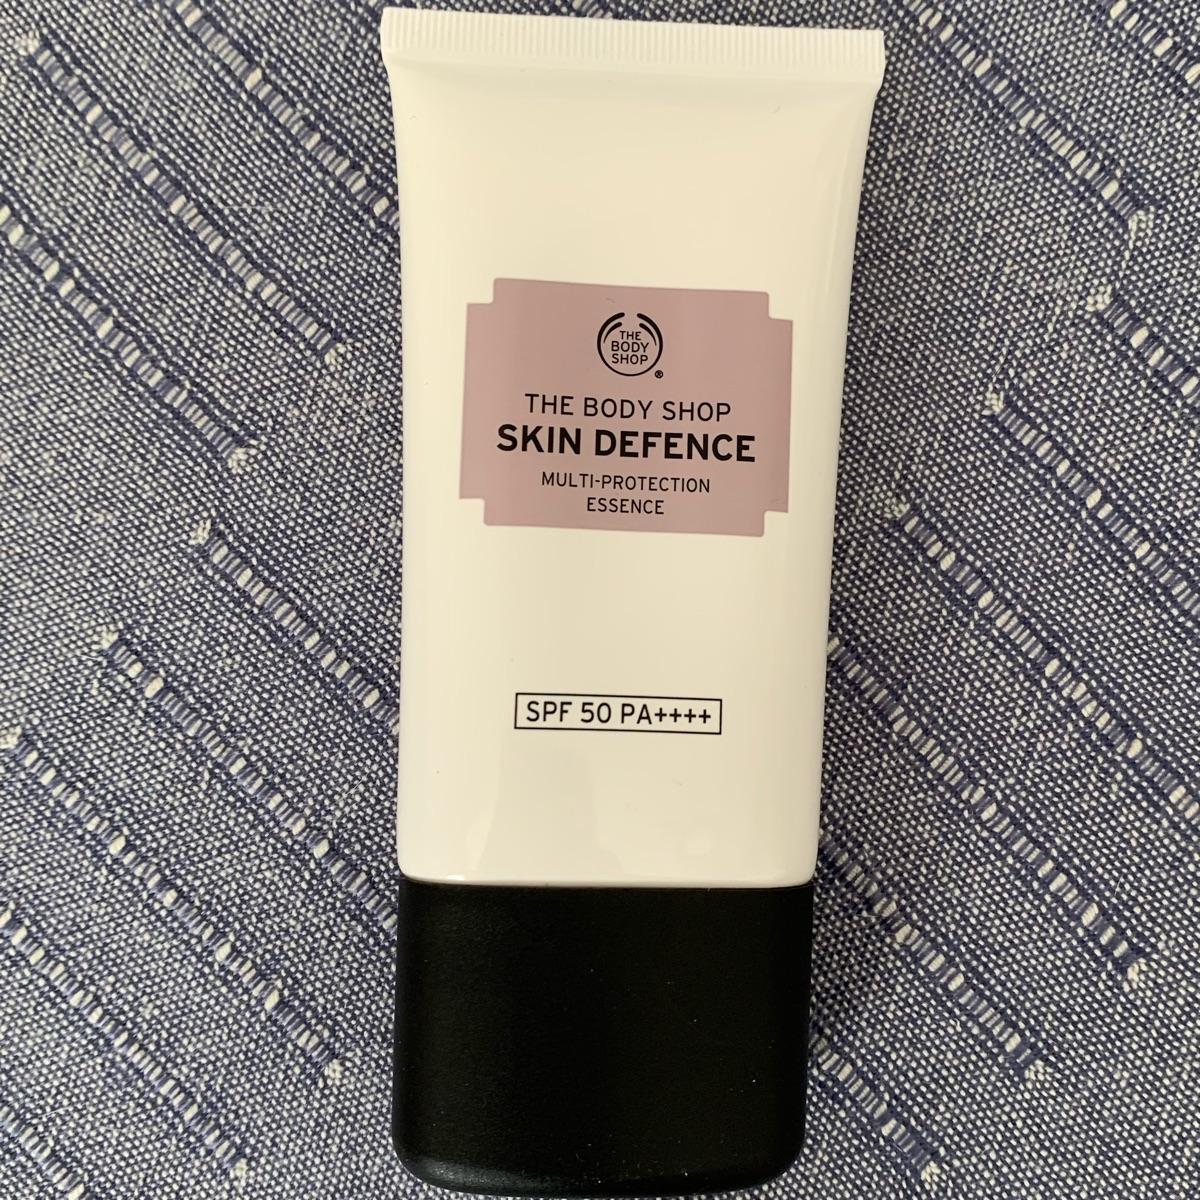 THE
BODY
SHOP
®
THE BODY SHOP
SKIN DEFENCE
MULTI-PROTECTION
ESSENCE
SPF 50 PA++++